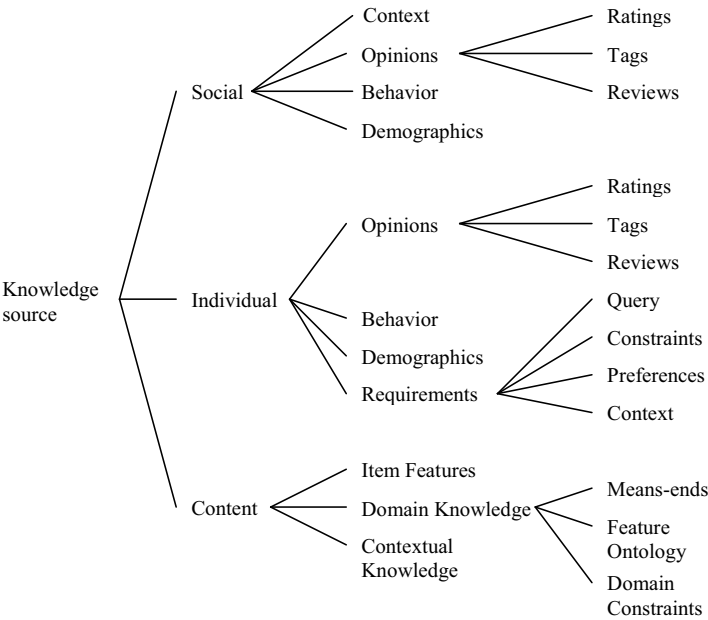 Knowledge
source
Social
Context
Opinions
Ratings
Tags
Reviews
Behavior
Demographics
Individual
Opinions
Ratings
Tags
Reviews
Behavior
Demographics
Requirements
Query
Constraints
Preferences
Context
Content
Item Features
Domain Knowledge
Means-ends
Feature
Ontology
Domain
Constraints
Contextual
Knowledge